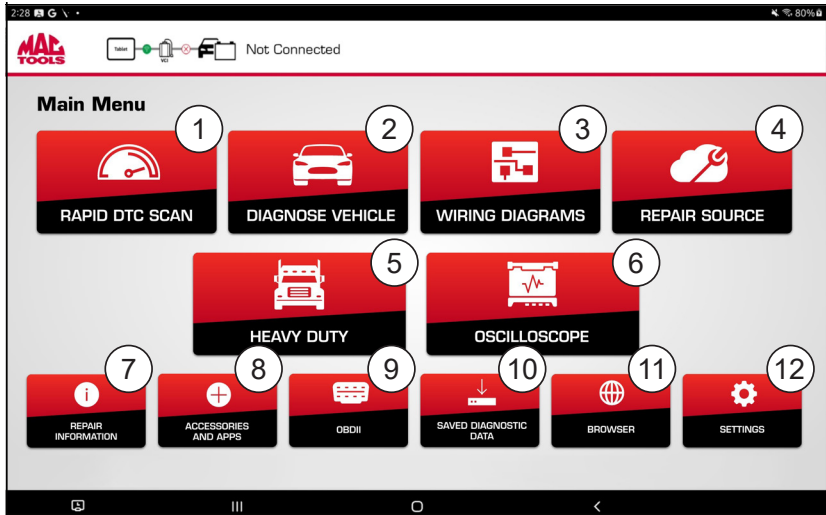 2:28 G
80%
MAC
TOOLS
Tablet
VCI
Not Connected
Main Menu
1
2
3
4
RAPID DTC SCAN
DIAGNOSE VEHICLE
WIRING DIAGRAMS
REPAIR SOURCE
5
6
HEAVY DUTY
OSCILLOSCOPE
7
8
9
10
11
12
i
REPAIR
INFORMATION
ACCESSORIES
AND APPS
OBDII
SAVED DIAGNOSTIC
DATA
BROWSER
SETTINGS